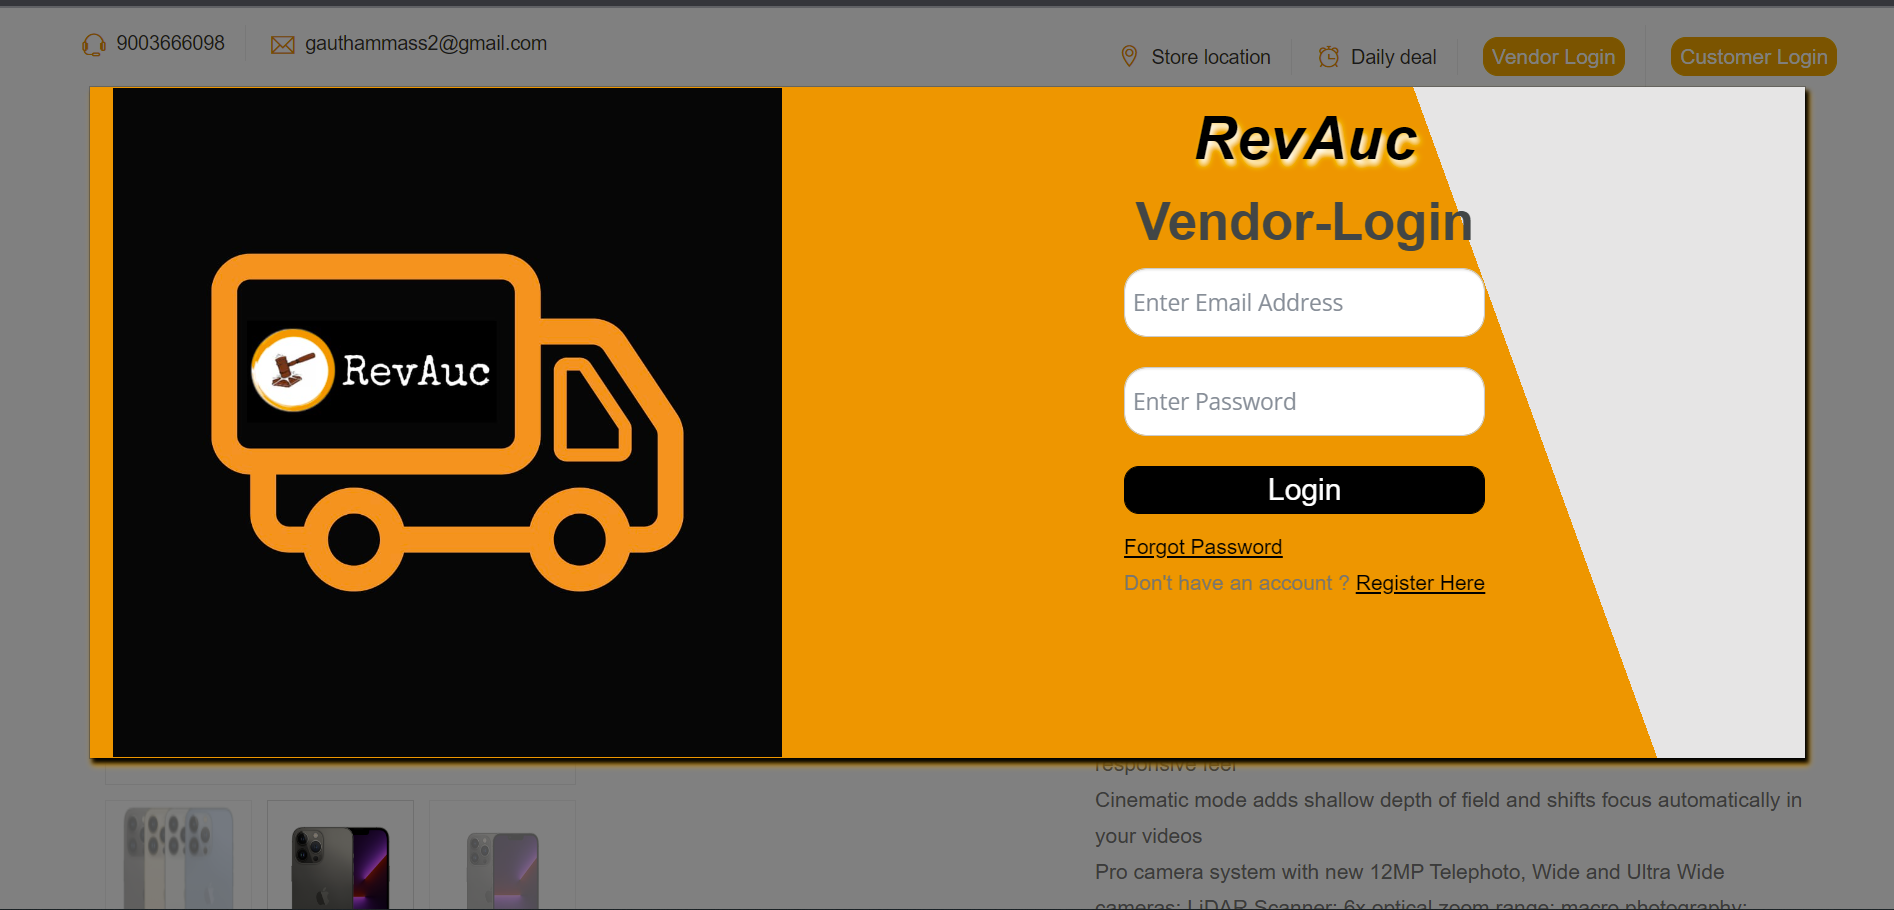 9003666098
gauthammass2@gmail.com
Store location
Daily deal
Vendor Login
Customer Login
RevAuc
Vendor-Login
Enter Email Address
Enter Password
Login
Forgot Password
Don't have an account ? Register Here
RevAuc
responsive feel
Cinematic mode adds shallow depth of field and shifts focus automatically in
your videos
Pro camera system with new 12MP Telephoto, Wide and Ultra Wide
cameras; LiDAR Scanner; 6x optical zoom range; macro photography;